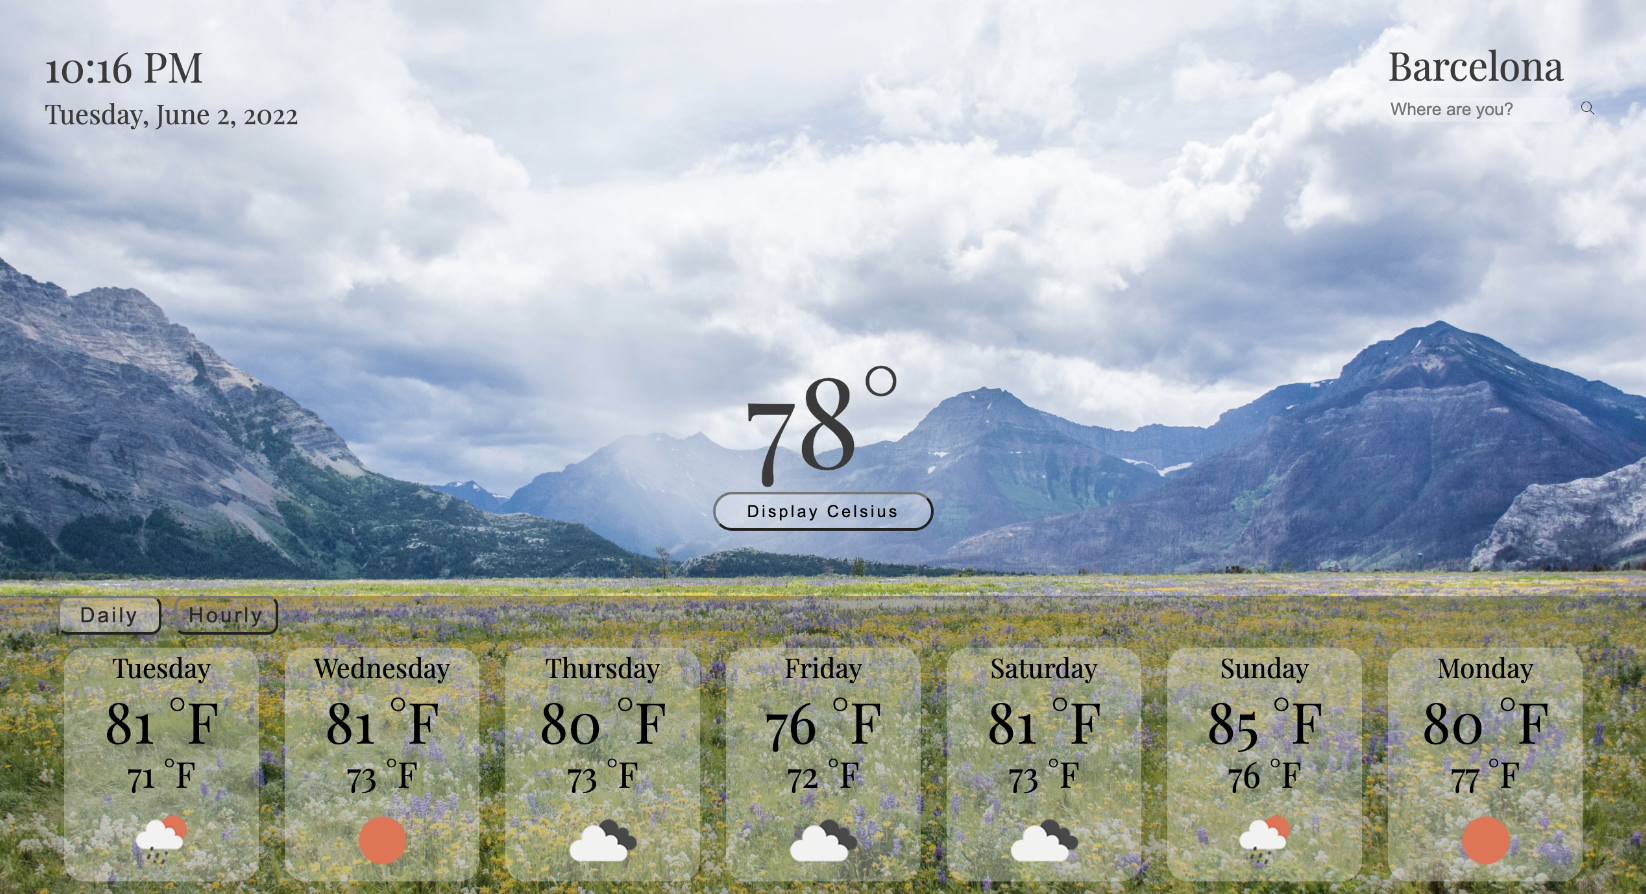 10:16 PM
Tuesday, June 2, 2022
Barcelona
Where are you?
78°
Display Celsius
Daily Hourly
Tuesday
81 °F
71 °F
Wednesday
81 °F
73 °F
Thursday
80 °F
73 °F
Friday
76 °F
72 °F
Saturday
81 °F
73 °F
Sunday
85 °F
76 °F
Monday
80 °F
77 °F